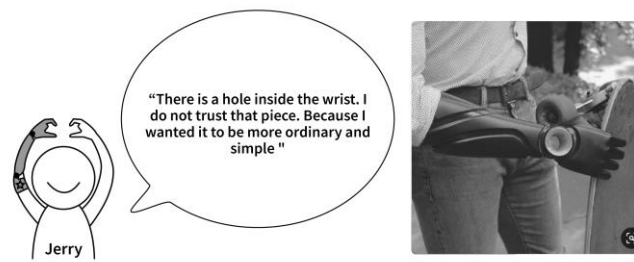 “There is a hole inside the wrist. I
do not trust that piece. Because I
wanted it to be more ordinary and
simple "
Jerry